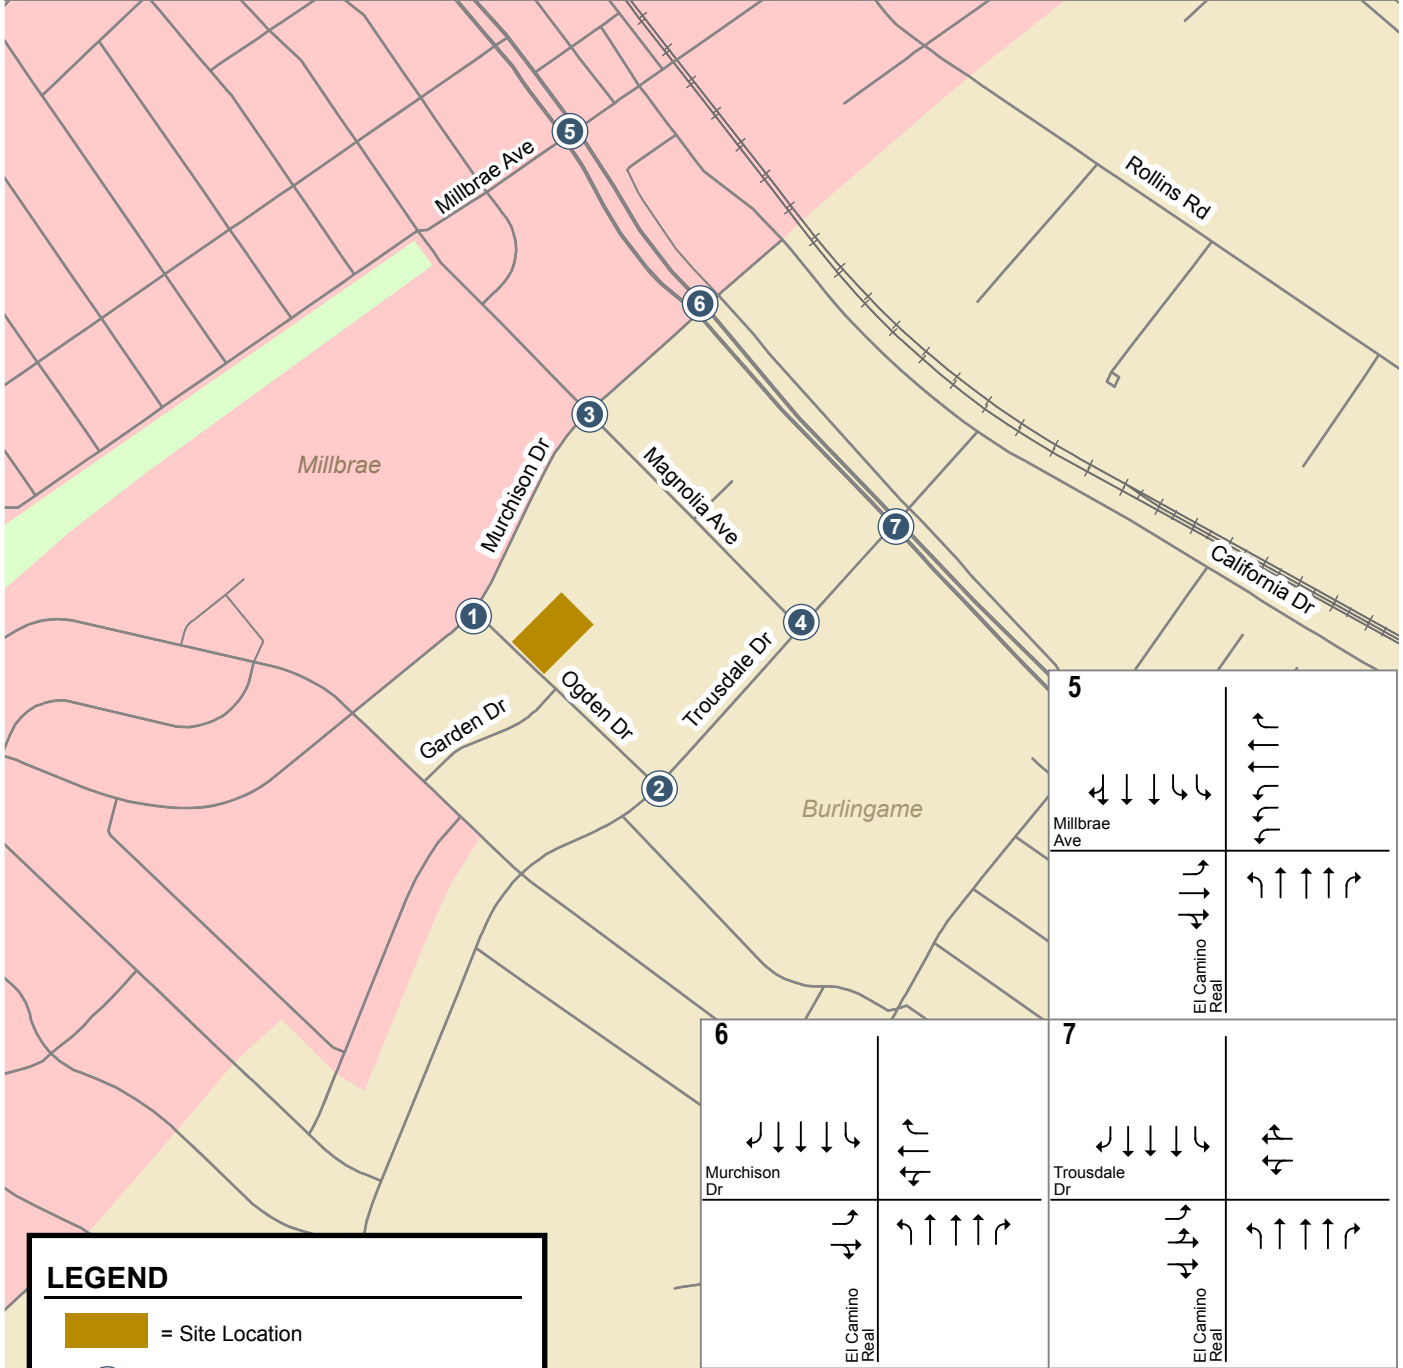 5
Millbrae Ave
Rollins Rd
6
3
Millbrae
Murchison Dr
Magnolia Ave
7
California Dr
1
4
Ogden Dr
Trousdale Dr
Garden Dr
2
Burlingame
5
Millbrae
Ave
El Camino
Real
6
Murchison
Dr
El Camino
Real
7
Trousdale
Dr
El Camino
Real
LEGEND
= Site Location